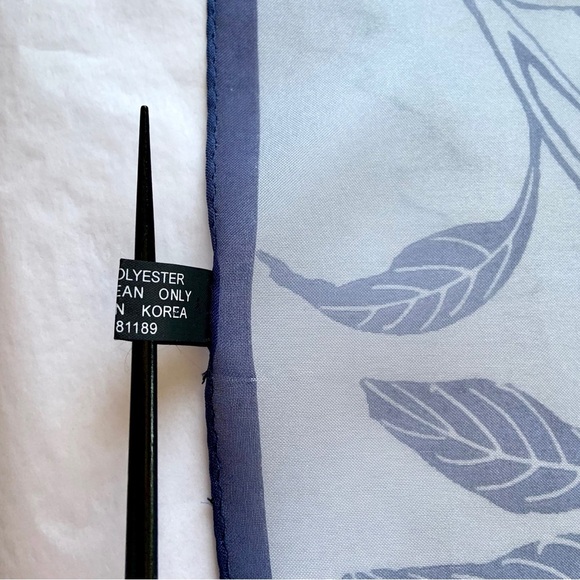 OLYESTER
EAN ONLY
N KOREA
81189